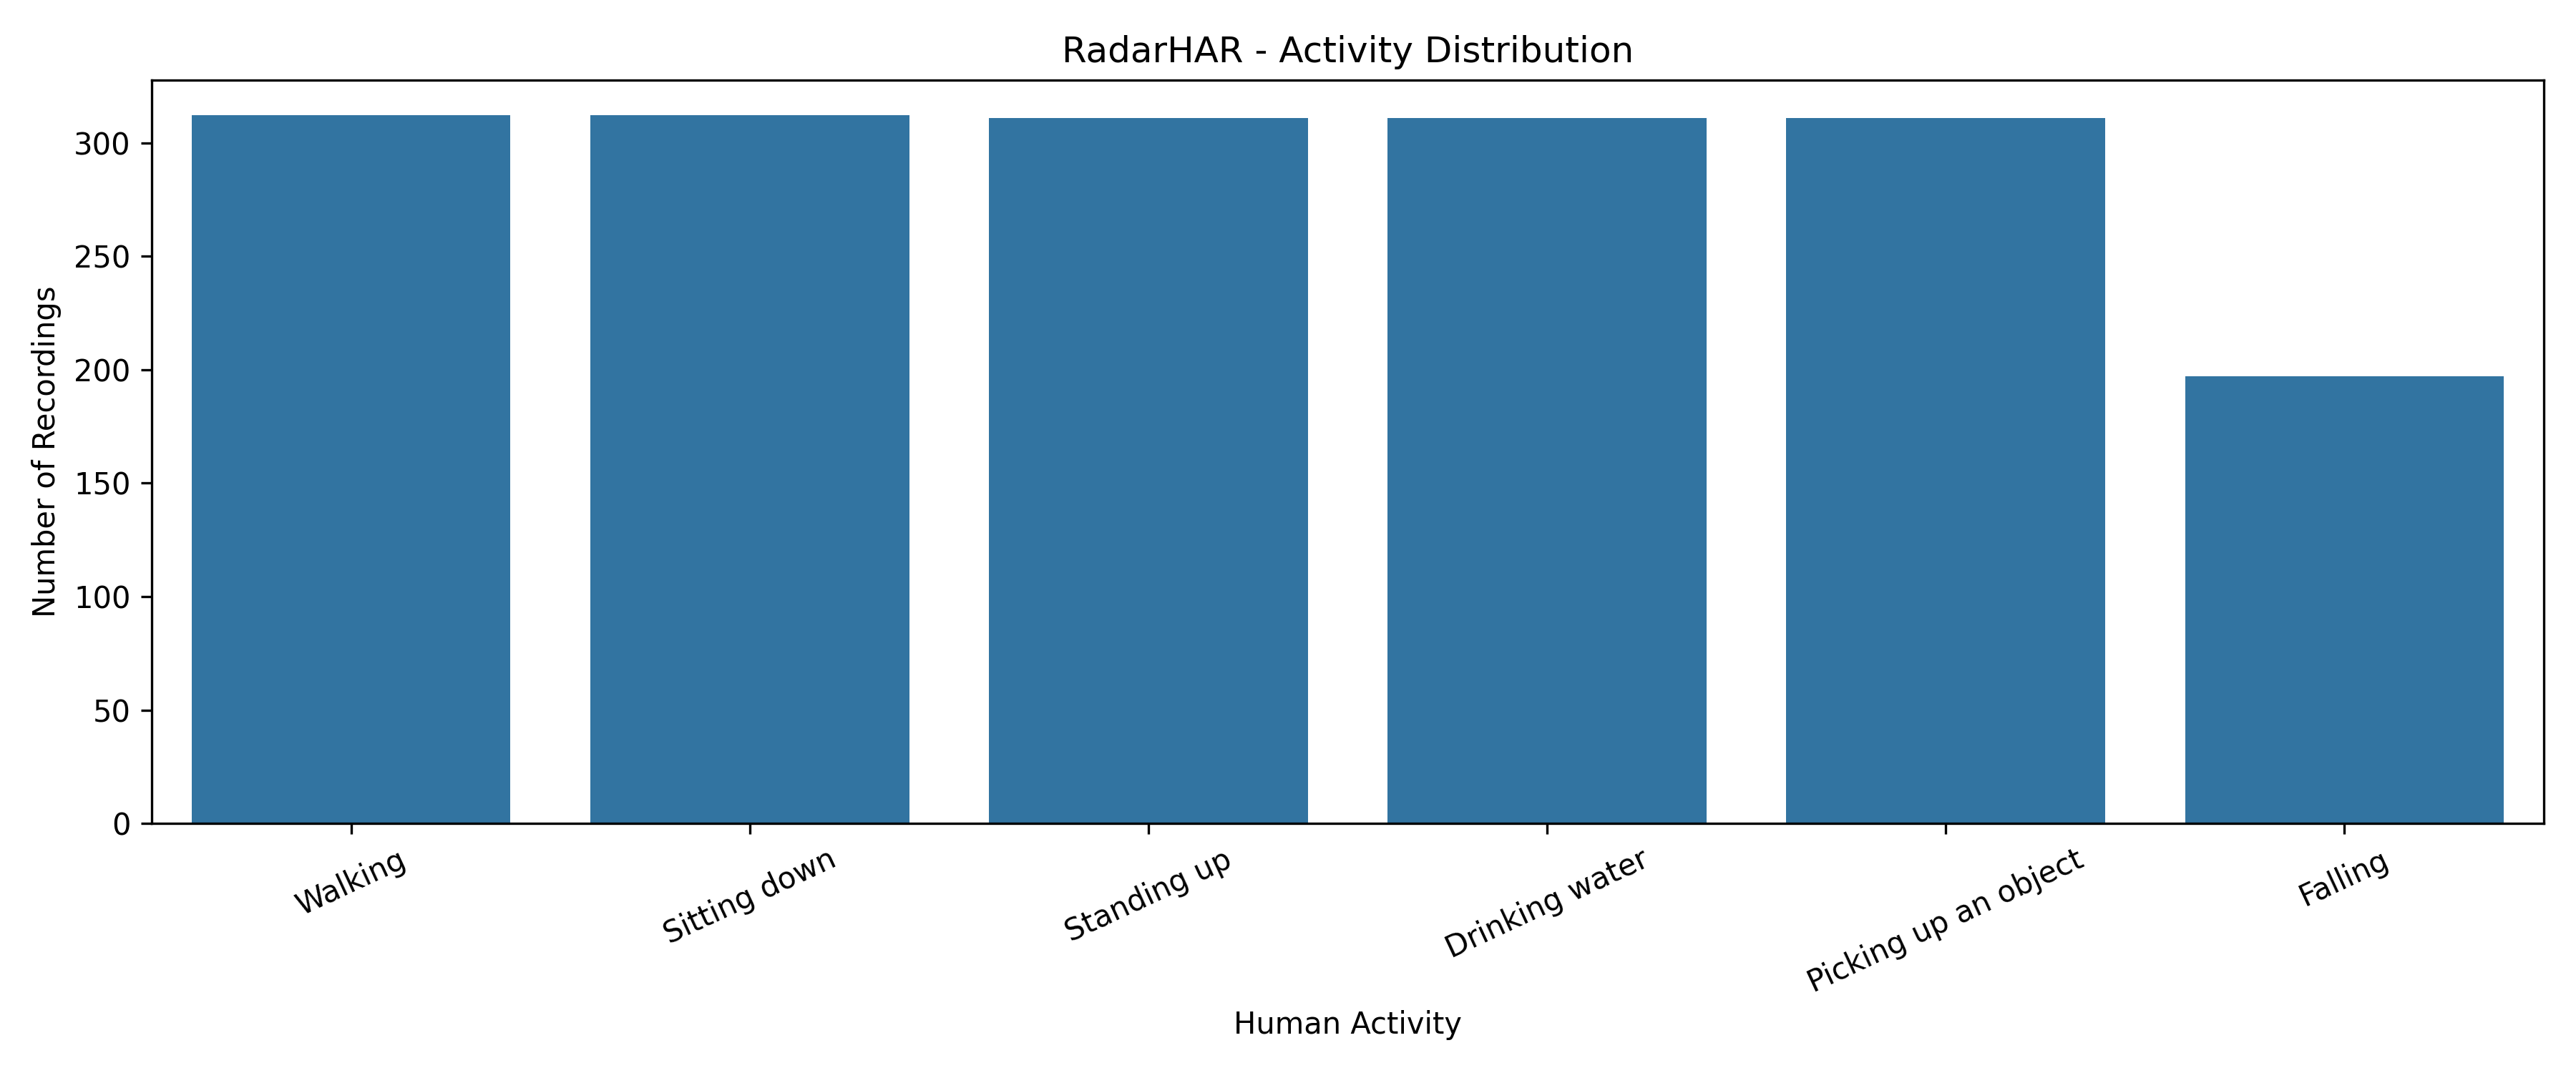 RadarHAR - Activity Distribution
Number of Recordings
300
250
200
150
100
50
0
Walking
Sitting down
Standing up
Drinking water
Picking up an object
Falling
Human Activity